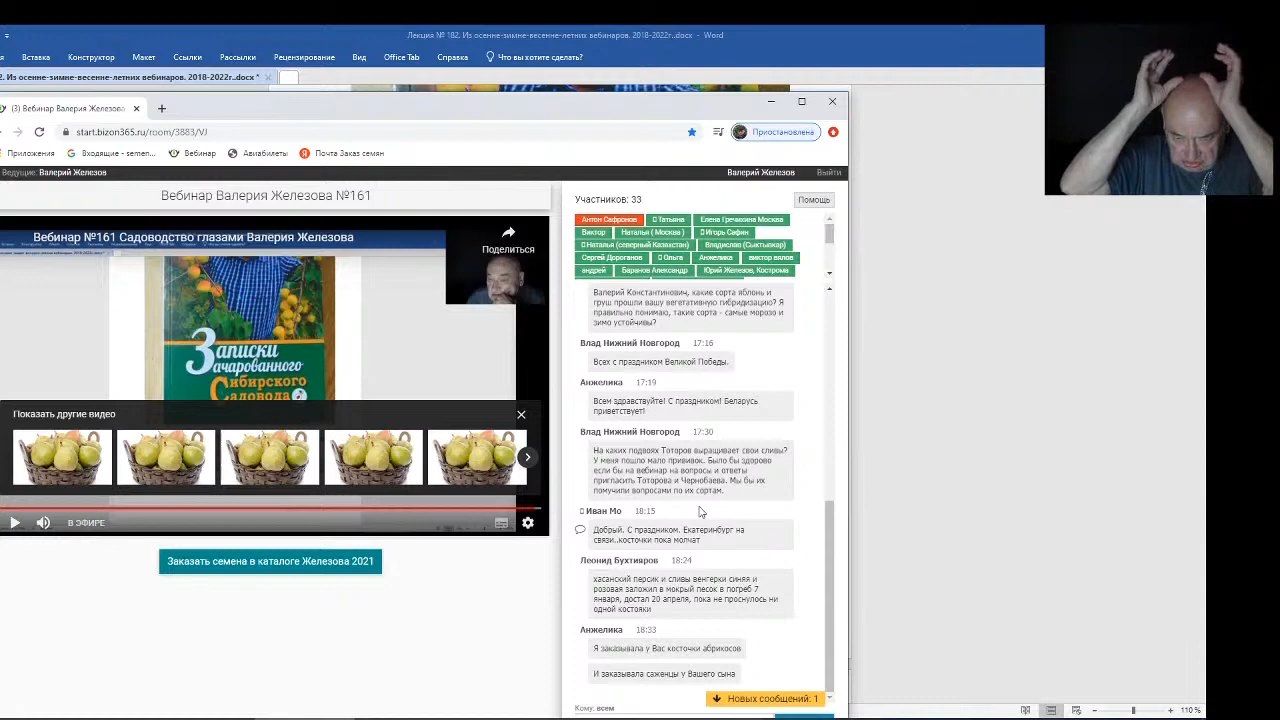 Лекция № 182. Из осенне-зимне-весенне-летних вебинаров. 2018-2022г..docx - Word
Вставка Конструктор Макет Ссылки Рассылки Рецензирование Вид Office Tab Справка Что вы хотите сделать?
2. Из осенне-зимне-весенне-летних вебинаров. 2018-2022г..docx *
(3) Вебинар Валерия Железова
start.bizon365.ru/room/3883/VJ
Приостановлена
Приложения Входящие - semen... Вебинар Авиабилеты Почта Заказ семян
Ведущие: Валерий Железов
Валерий Железов Выйти
Вебинар Валерия Железова №161
Вебинар №161 Садоводство глазами Валерия Железова
Поделиться
Записки
Зачарованного
Сибирского
Садовода
Показать другие видео
В ЭФИРЕ
Заказать семена в каталоге Железова 2021
Участников: 33
Помощь
Антон Сафронов Татьяна Елена Гречихина Москва
Виктор Наталья ( Москва ) Игорь Сафин
Наталья (северный Казахстан) Владислав (Сыктывкар)
Сергей Дороганов Ольга Анжелика виктор вялов
андрей Баранов Александр Юрий Железов, Кострома
Валерий Константинович, какие сорта яблонь и
груш прошли вашу вегетативную гибридизацию? Я
правильно понимаю, такие сорта - самые морозо и
зимо устойчивы?
Влад Нижний Новгород 17:16
Всех с праздником Великой Победы.
Анжелика 17:19
Всем здравствуйте! С праздником! Беларусь
приветствует!
Влад Нижний Новгород 17:30
На каких подвоях Тоторов выращивает свои сливы?
У меня пошло мало прививок. Было бы здорово
если бы на вебинар на вопросы и ответы
пригласить Тоторова и Чернобаева. Мы бы их
помучили вопросами по их сортам.
Иван Мо 18:15
Добрый. С праздником. Екатеринбург на
связи..косточки пока молчат
Леонид Бухтияров 18:24
хасанский персик и сливы венгерки синяя и
розовая заложил в мокрый песок в погреб 7
января, достал 20 апреля, пока не проснулось ни
одной костояки
Анжелика 18:33
Я заказывала у Вас косточки абрикосов
И заказывала саженцы у Вашего сына
Новых сообщений: 1
Кому: всем
110 %